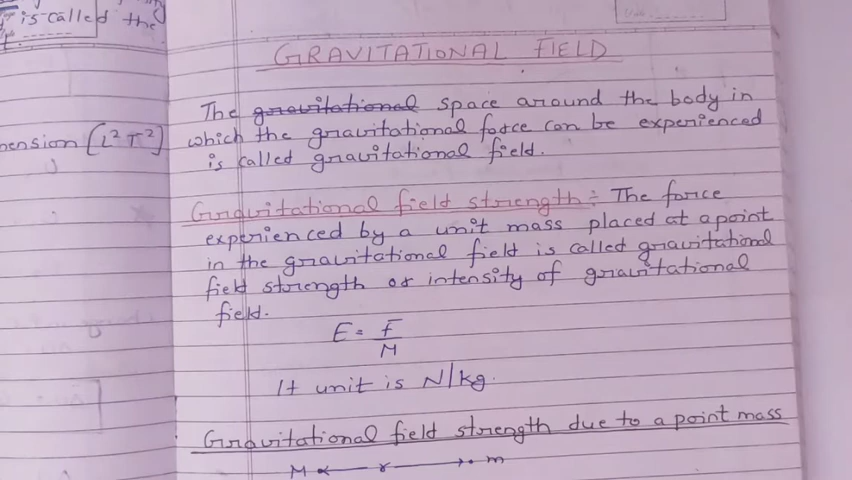 is called the
GRAVITATIONAL FIELD
The gravitational space around the body in
which the gravitational force can be experienced
is called gravitational field.
mension [L² T⁻²]
Gravitational field strength :- The force
experienced by a unit mass placed at a point
in the gravitational field is called gravitational
field strength or intensity of gravitational
field.
E = F/M
It unit is N/kg.
Gravitational field strength due to a point mass
M r m